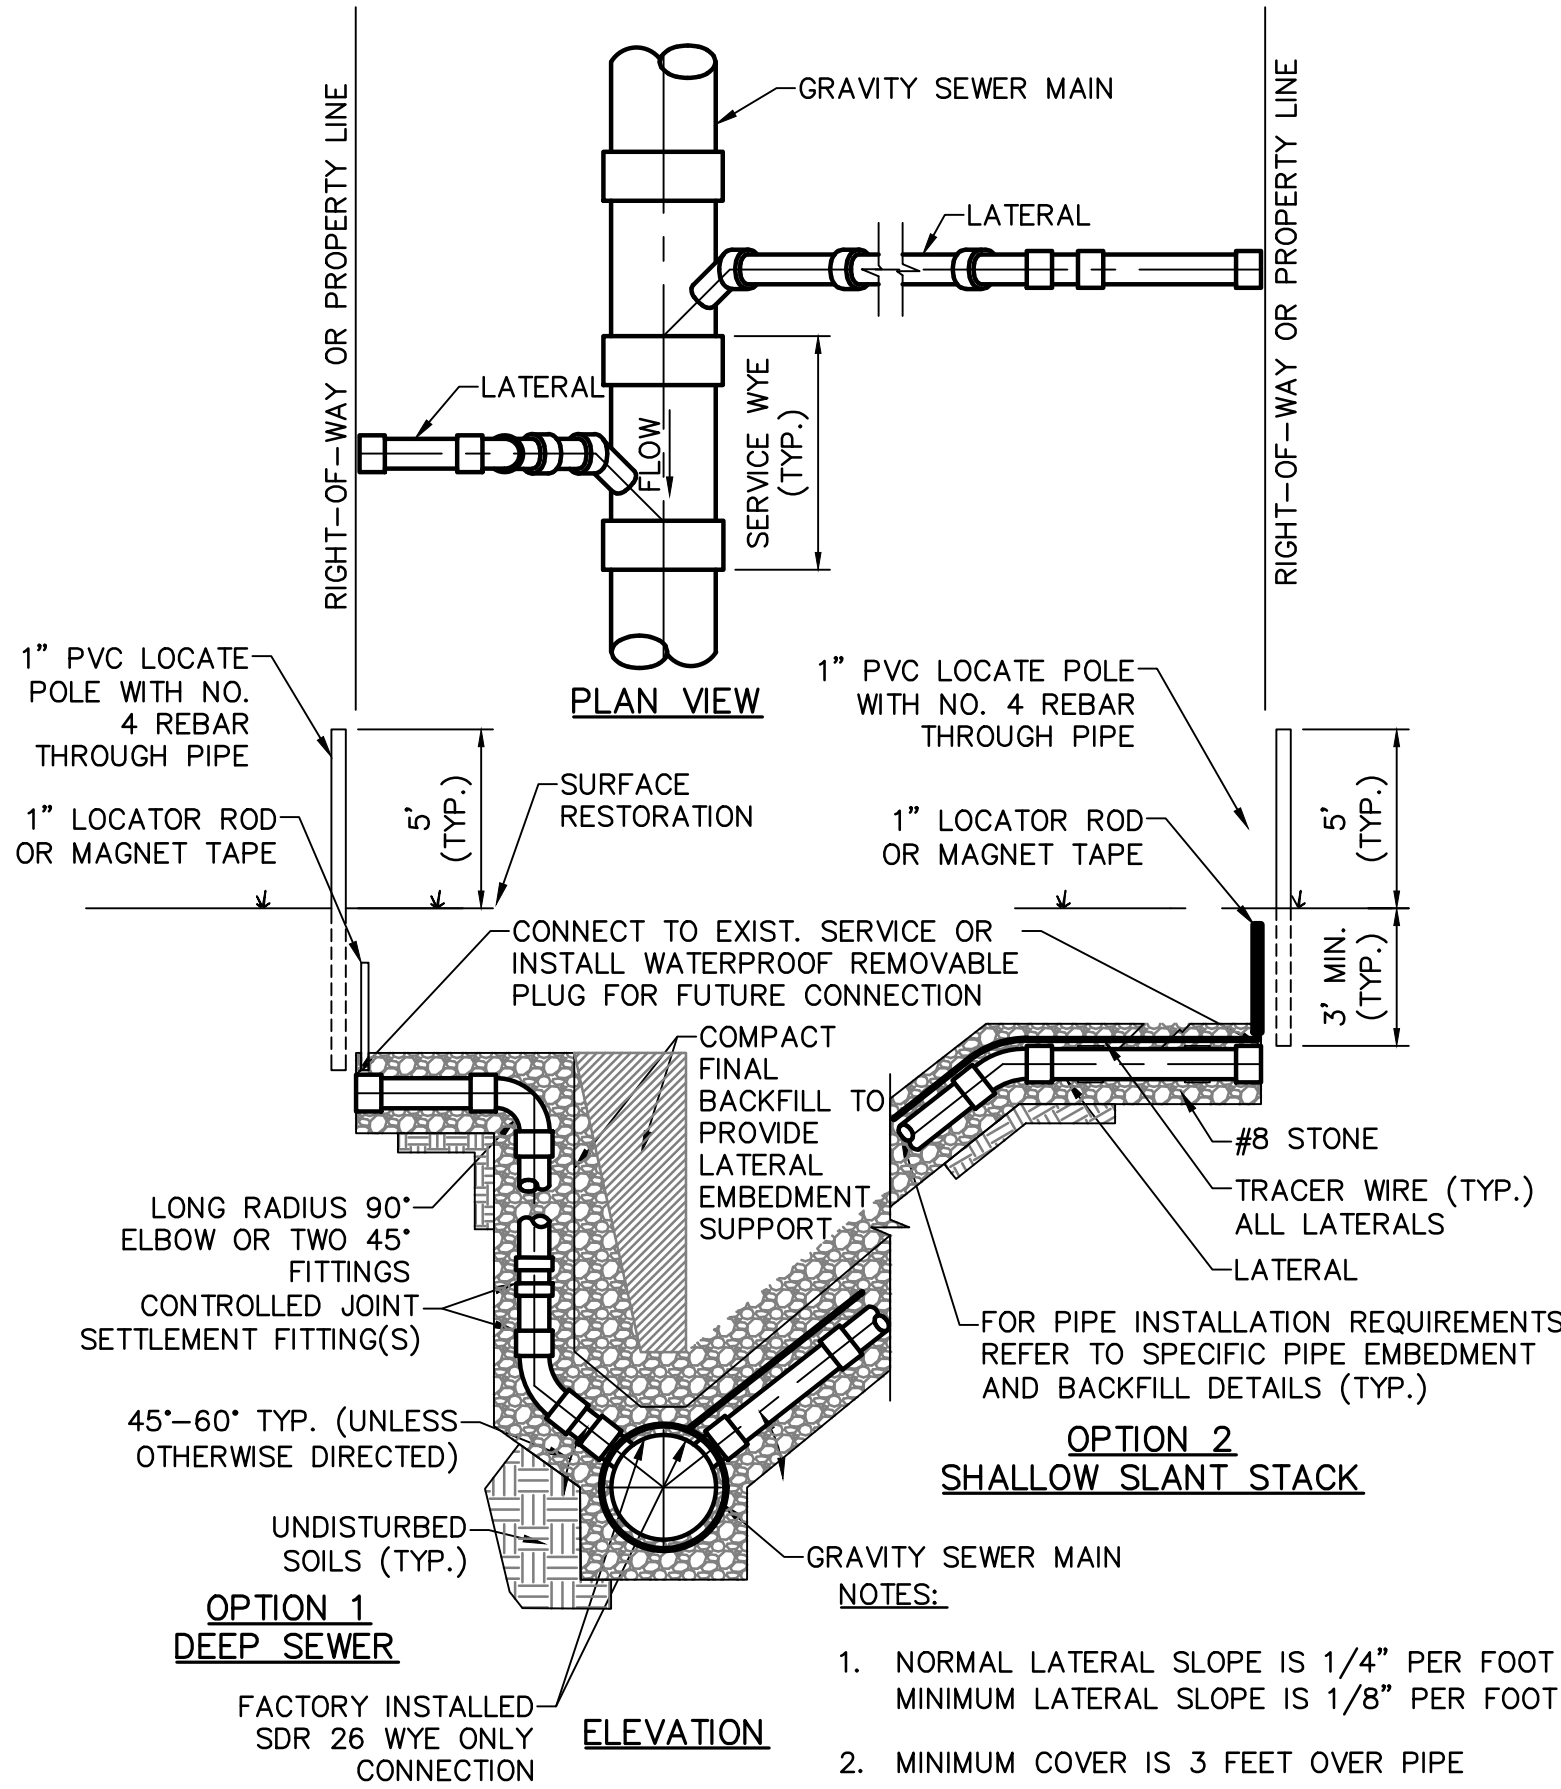 GRAVITY SEWER MAIN
RIGHT-OF-WAY OR PROPERTY LINE
RIGHT-OF-WAY OR PROPERTY LINE
LATERAL
LATERAL
FLOW
SERVICE WYE
(TYP.)
PLAN VIEW
1" PVC LOCATE
POLE WITH NO.
4 REBAR
THROUGH PIPE
1" LOCATOR ROD
OR MAGNET TAPE
5'
(TYP.)
SURFACE
RESTORATION
1" PVC LOCATE POLE
WITH NO. 4 REBAR
THROUGH PIPE
1" LOCATOR ROD
OR MAGNET TAPE
5'
(TYP.)
3' MIN.
(TYP.)
CONNECT TO EXIST. SERVICE OR
INSTALL WATERPROOF REMOVABLE
PLUG FOR FUTURE CONNECTION
COMPACT
FINAL
BACKFILL TO
PROVIDE
LATERAL
EMBEDMENT
SUPPORT
#8 STONE
TRACER WIRE (TYP.)
ALL LATERALS
LATERAL
LONG RADIUS 90°
ELBOW OR TWO 45°
FITTINGS
CONTROLLED JOINT
SETTLEMENT FITTING(S)
FOR PIPE INSTALLATION REQUIREMENTS
REFER TO SPECIFIC PIPE EMBEDMENT
AND BACKFILL DETAILS (TYP.)
45°-60° TYP. (UNLESS
OTHERWISE DIRECTED)
OPTION 2
SHALLOW SLANT STACK
UNDISTURBED
SOILS (TYP.)
GRAVITY SEWER MAIN
OPTION 1
DEEP SEWER
FACTORY INSTALLED
SDR 26 WYE ONLY
CONNECTION
ELEVATION
NOTES:
1. NORMAL LATERAL SLOPE IS 1/4" PER FOOT
MINIMUM LATERAL SLOPE IS 1/8" PER FOOT
2. MINIMUM COVER IS 3 FEET OVER PIPE